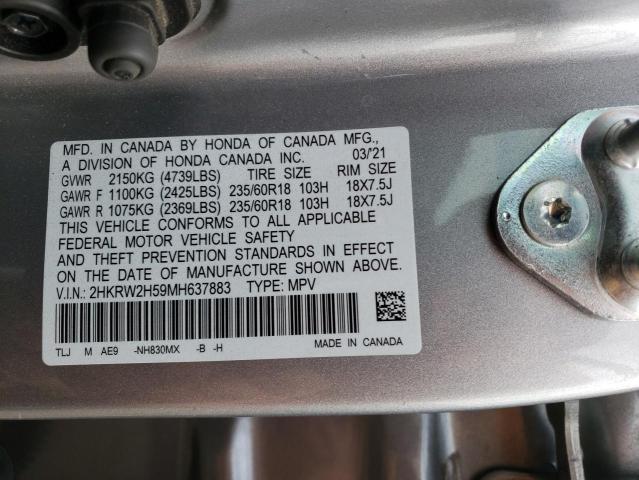 MFD. IN CANADA BY HONDA OF CANADA MFG.,
A DIVISION OF HONDA CANADA INC. 03/21
GVWR 2150KG (4739LBS) TIRE SIZE RIM SIZE
GAWR F 1100KG (2425LBS) 235/60R18 103H 18X7.5J
GAWR R 1075KG (2369LBS) 235/60R18 103H 18X7.5J
THIS VEHICLE CONFORMS TO ALL APPLICABLE
FEDERAL MOTOR VEHICLE SAFETY
AND THEFT PREVENTION STANDARDS IN EFFECT
ON THE DATE OF MANUFACTURE SHOWN ABOVE.
V.I.N.: 2HKRW2H59MH637883 TYPE: MPV
TLJ M AE9 -NH830MX -B -H MADE IN CANADA